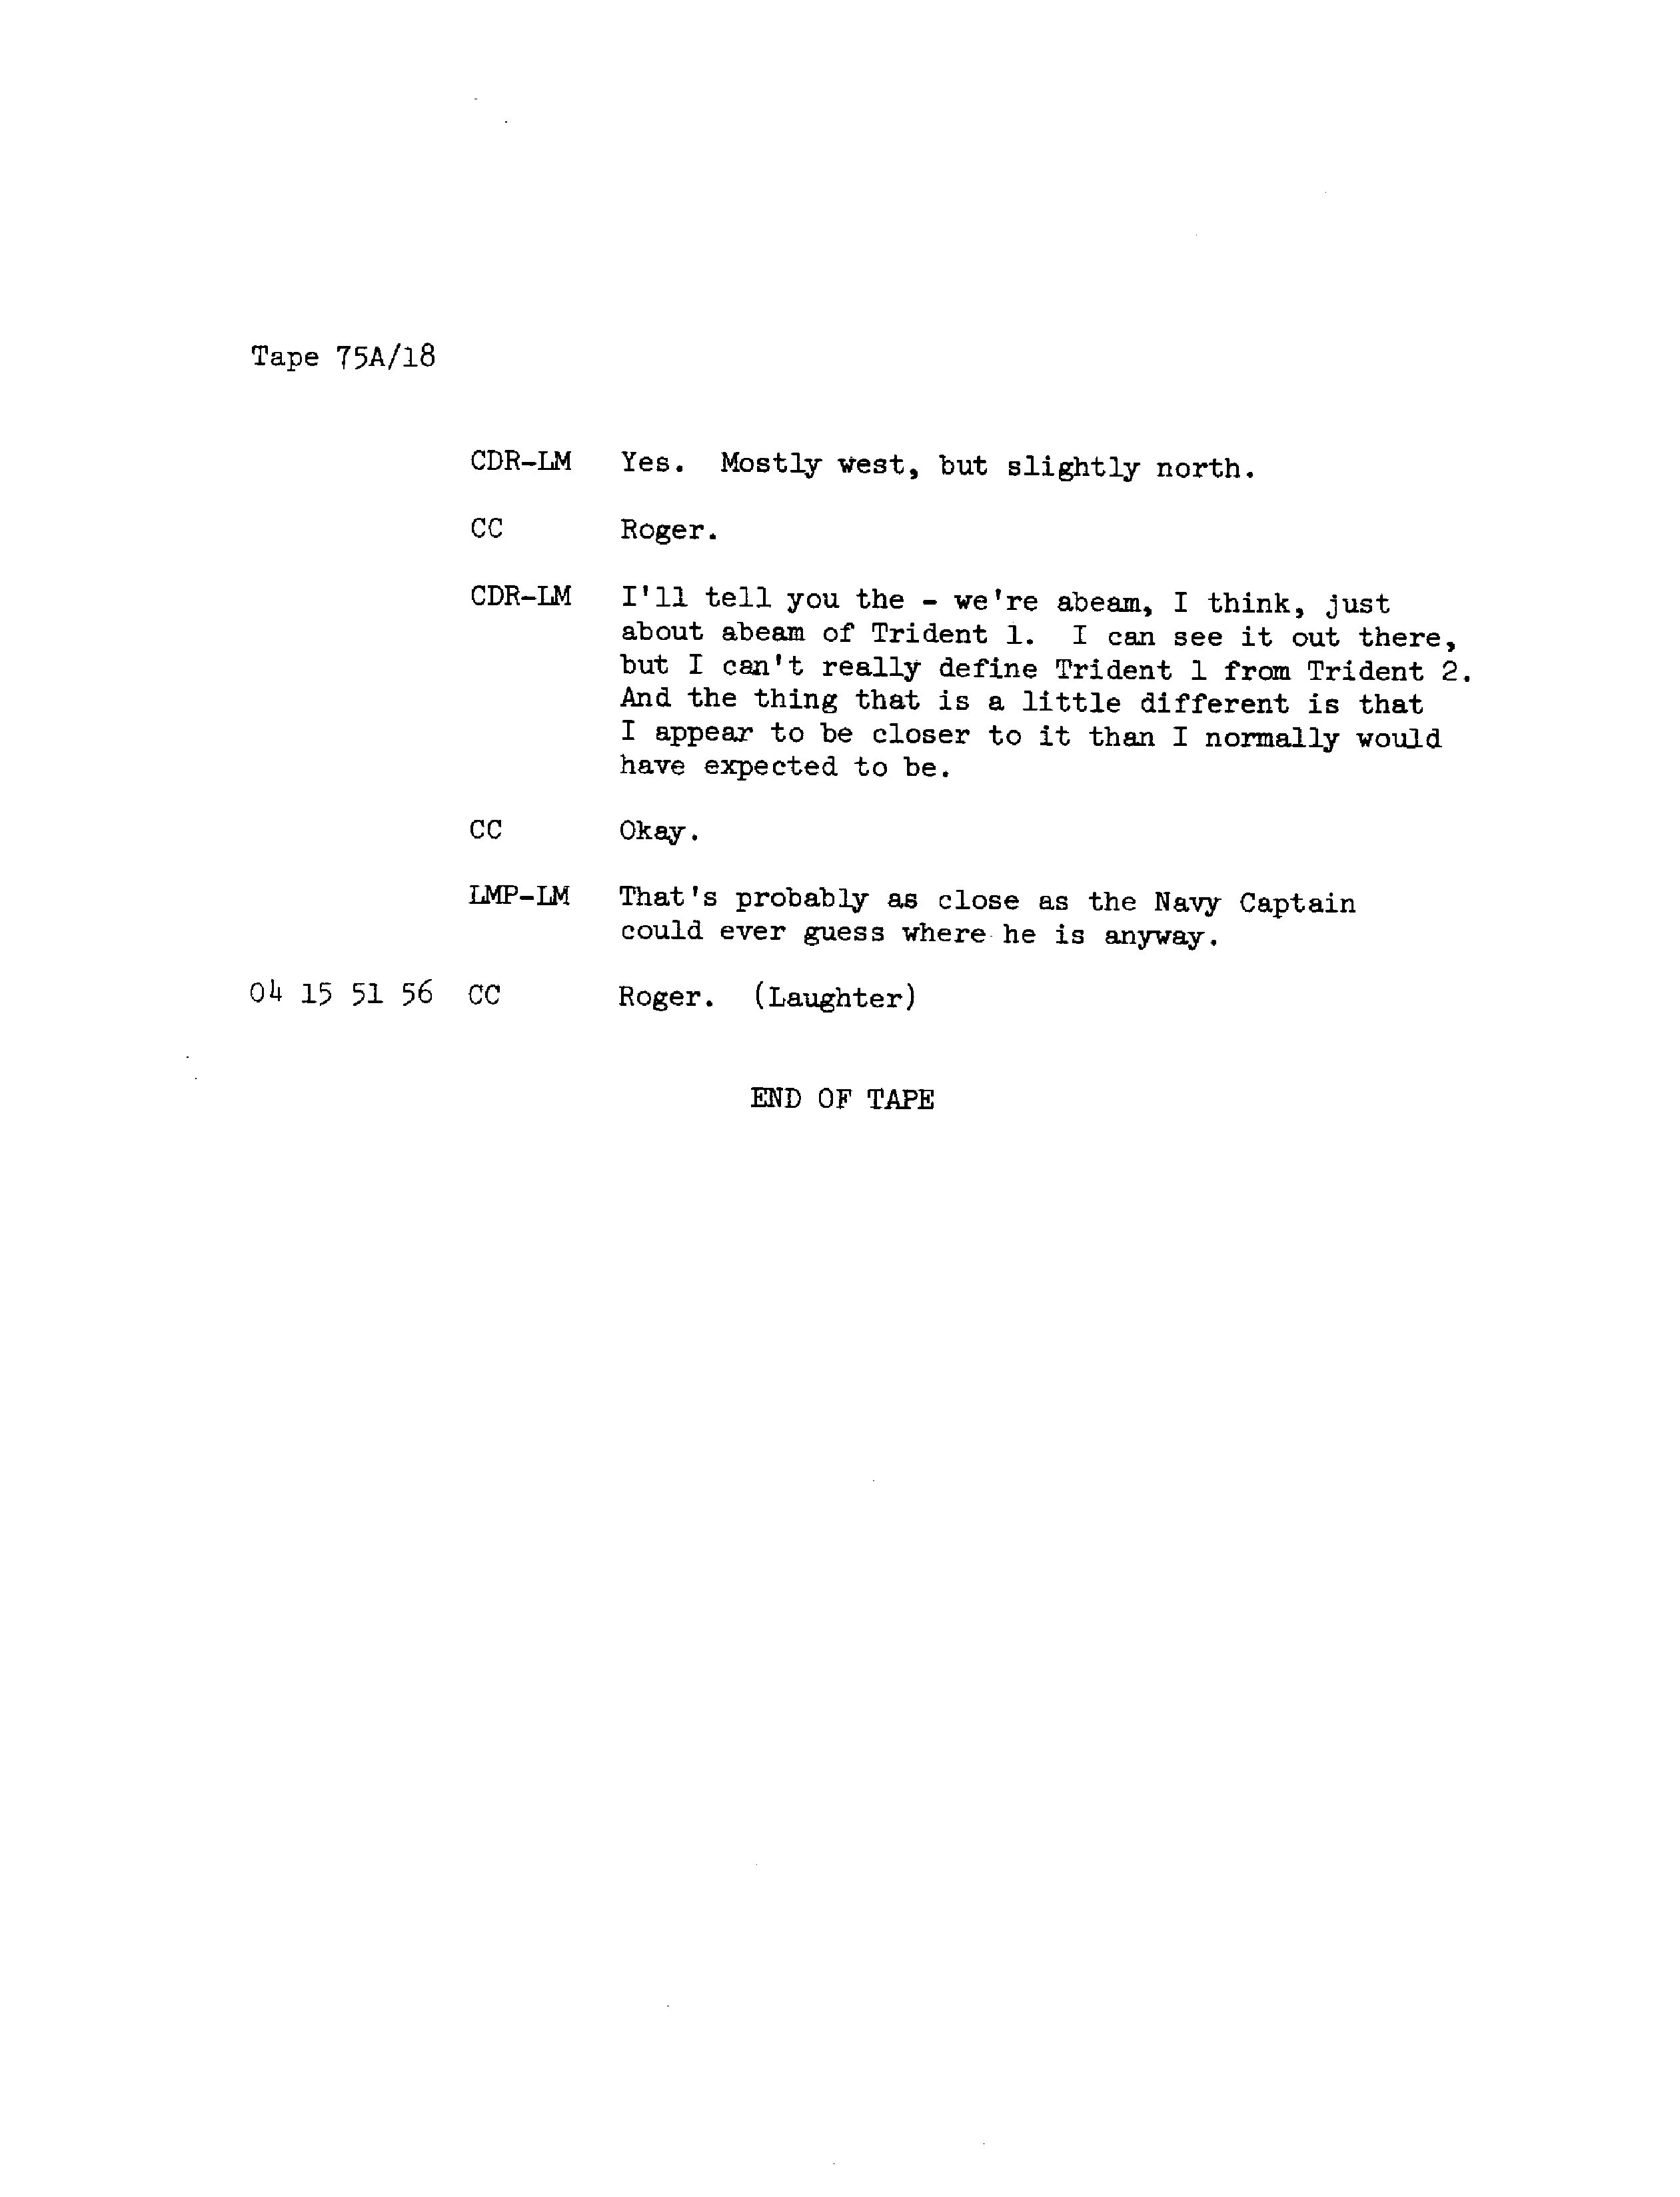 Tape 75A/18
CDR-LM Yes. Mostly west, but slightly north.
CC Roger.
CDR-LM I'll tell you the - we're abeam, I think, just
about abeam of Trident 1. I can see it out there,
but I can't really define Trident 1 from Trident 2.
And the thing that is a little different is that
I appear to be closer to it than I normally would
have expected to be.
CC Okay.
LMP-LM That's probably as close as the Navy Captain
could ever guess where he is anyway.
04 15 51 56 CC Roger. (Laughter)
END OF TAPE